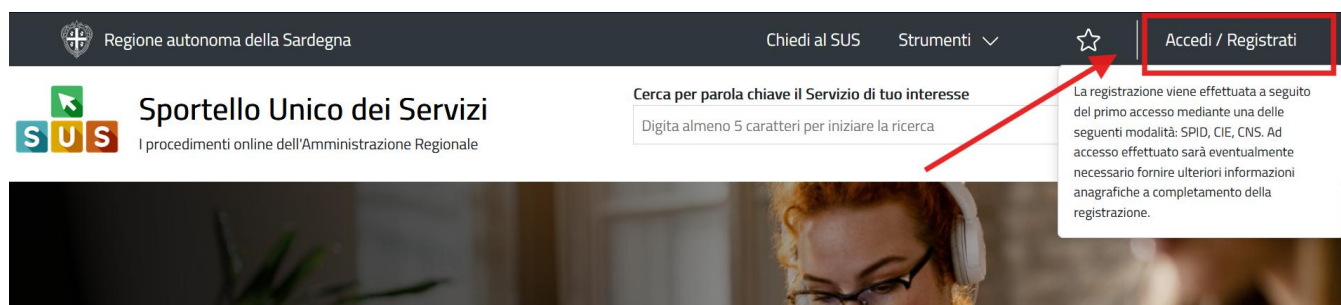 Regione autonoma della Sardegna
Chiedi al SUS
Strumenti
Accedi / Registrati
SUS
Sportello Unico dei Servizi
I procedimenti online dell'Amministrazione Regionale
Cerca per parola chiave il Servizio di tuo interesse
Digita almeno 5 caratteri per iniziare la ricerca
La registrazione viene effettuata a seguito
del primo accesso mediante una delle
seguenti modalità: SPID, CIE, CNS. Ad
accesso effettuato sarà eventualmente
necessario fornire ulteriori informazioni
anagrafiche a completamento della
registrazione.